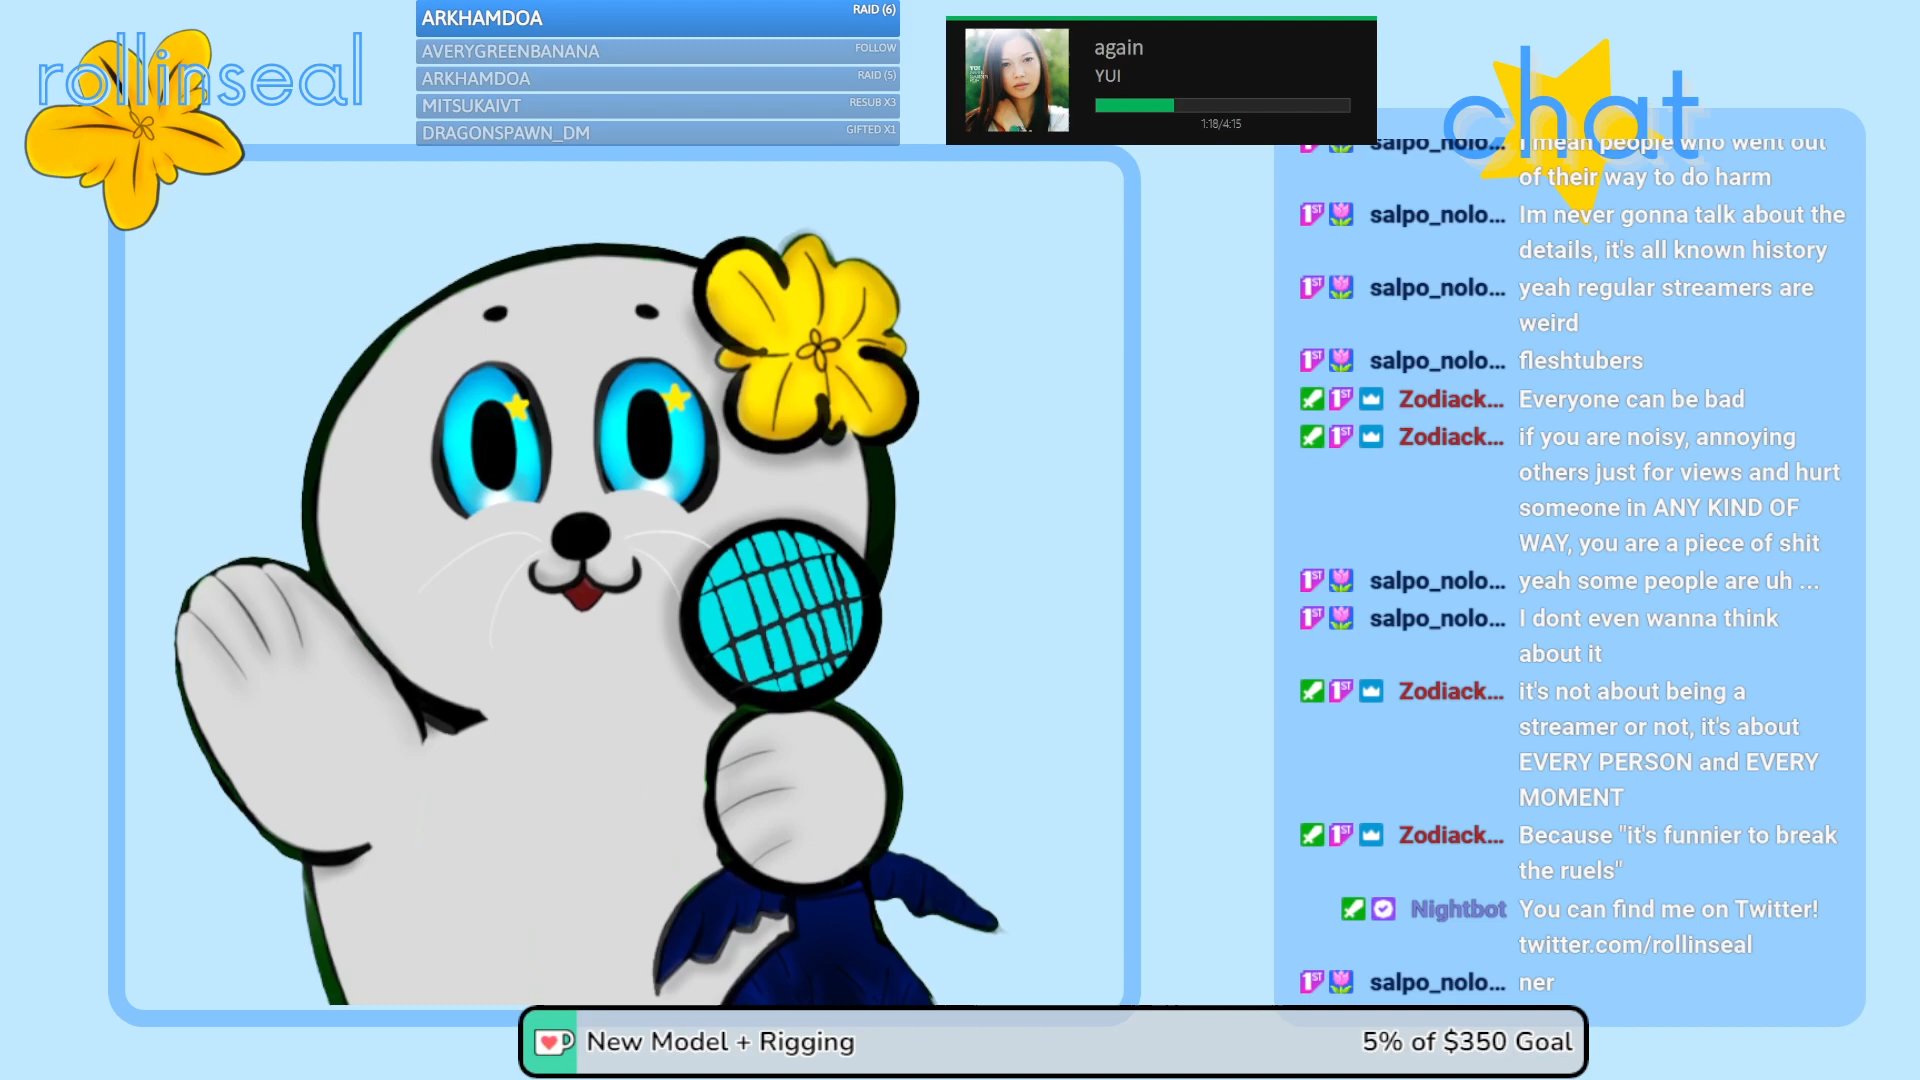 rollinseal
ARKHAMDOA RAID (6)
AVERYGREENBANANA FOLLOW
ARKHAMDOA RAID (5)
MITSUKAIVT RESUB X3
DRAGONSPAWN_DM GIFTED X1
again
YUI
1:18/4:15
chat
salpo_nolo... I mean people who went out
of their way to do harm
salpo_nolo... Im never gonna talk about the
details, it's all known history
salpo_nolo... yeah regular streamers are
weird
salpo_nolo... fleshtubers
Zodiack... Everyone can be bad
Zodiack... if you are noisy, annoying
others just for views and hurt
someone in ANY KIND OF
WAY, you are a piece of shit
salpo_nolo... yeah some people are uh ...
salpo_nolo... I dont even wanna think
about it
Zodiack... it's not about being a
streamer or not, it's about
EVERY PERSON and EVERY
MOMENT
Zodiack... Because "it's funnier to break
the ruels"
Nightbot You can find me on Twitter!
twitter.com/rollinseal
salpo_nolo... ner
New Model + Rigging 5% of $350 Goal